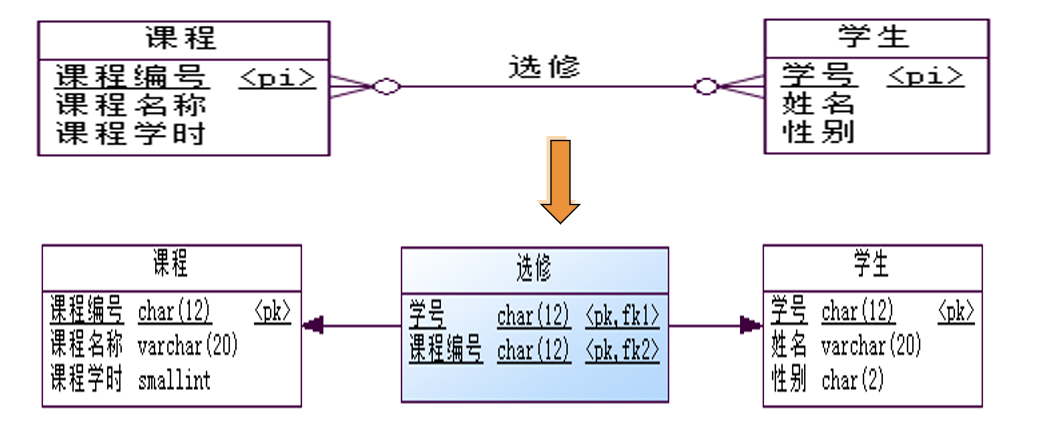 课程
课程编号 <pi>
课程名称
课程学时
选修
学生
学号 <pi>
姓名
性别
课程
课程编号 char(12) <pk>
课程名称 varchar(20)
课程学时 smallint
选修
学号 char(12) <pk,fk1>
课程编号 char(12) <pk,fk2>
学生
学号 char(12) <pk>
姓名 varchar(20)
性别 char(2)